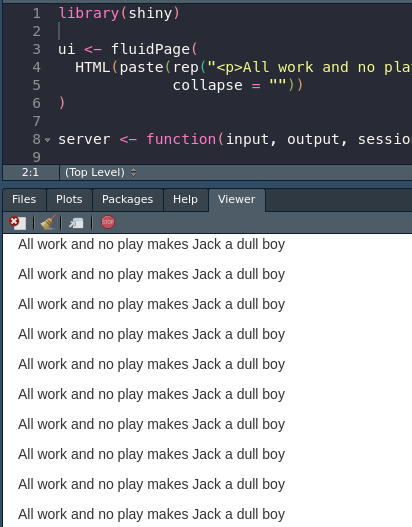 1 library(shiny)
2
3 ui <- fluidPage(
4 HTML(paste(rep("<p>All work and no pla
5 collapse = ""))
6 )
7
8 server <- function(input, output, sessio
9
2:1 (Top Level)
Files Plots Packages Help Viewer
STOP
All work and no play makes Jack a dull boy
All work and no play makes Jack a dull boy
All work and no play makes Jack a dull boy
All work and no play makes Jack a dull boy
All work and no play makes Jack a dull boy
All work and no play makes Jack a dull boy
All work and no play makes Jack a dull boy
All work and no play makes Jack a dull boy
All work and no play makes Jack a dull boy
All work and no play makes Jack a dull boy